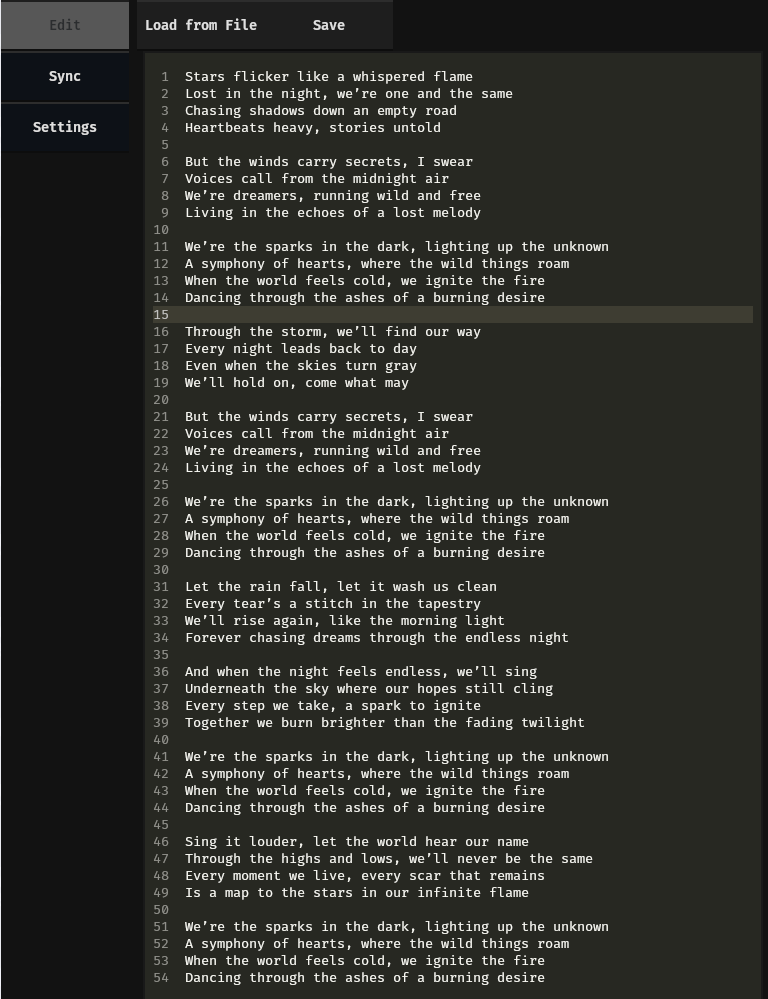 Edit
Load from File
Save
Sync
Settings
1 Stars flicker like a whispered flame
2 Lost in the night, we’re one and the same
3 Chasing shadows down an empty road
4 Heartbeats heavy, stories untold
5
6 But the winds carry secrets, I swear
7 Voices call from the midnight air
8 We’re dreamers, running wild and free
9 Living in the echoes of a lost melody
10
11 We’re the sparks in the dark, lighting up the unknown
12 A symphony of hearts, where the wild things roam
13 When the world feels cold, we ignite the fire
14 Dancing through the ashes of a burning desire
15
16 Through the storm, we’ll find our way
17 Every night leads back to day
18 Even when the skies turn gray
19 We’ll hold on, come what may
20
21 But the winds carry secrets, I swear
22 Voices call from the midnight air
23 We’re dreamers, running wild and free
24 Living in the echoes of a lost melody
25
26 We’re the sparks in the dark, lighting up the unknown
27 A symphony of hearts, where the wild things roam
28 When the world feels cold, we ignite the fire
29 Dancing through the ashes of a burning desire
30
31 Let the rain fall, let it wash us clean
32 Every tear’s a stitch in the tapestry
33 We’ll rise again, like the morning light
34 Forever chasing dreams through the endless night
35
36 And when the night feels endless, we’ll sing
37 Underneath the sky where our hopes still cling
38 Every step we take, a spark to ignite
39 Together we burn brighter than the fading twilight
40
41 We’re the sparks in the dark, lighting up the unknown
42 A symphony of hearts, where the wild things roam
43 When the world feels cold, we ignite the fire
44 Dancing through the ashes of a burning desire
45
46 Sing it louder, let the world hear our name
47 Through the highs and lows, we’ll never be the same
48 Every moment we live, every scar that remains
49 Is a map to the stars in our infinite flame
50
51 We’re the sparks in the dark, lighting up the unknown
52 A symphony of hearts, where the wild things roam
53 When the world feels cold, we ignite the fire
54 Dancing through the ashes of a burning desire